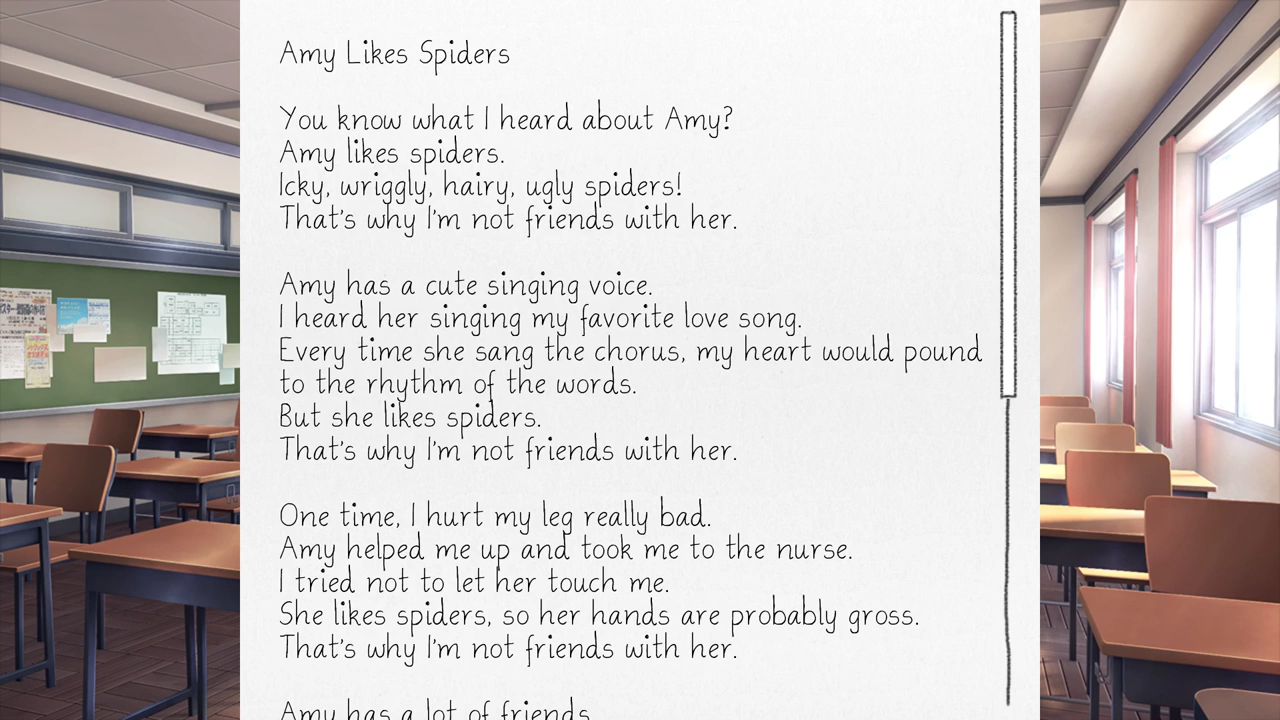 Amy Likes Spiders
You know what I heard about Amy?
Amy likes spiders.
Icky, wriggly, hairy, ugly spiders!
That's why I'm not friends with her.
Amy has a cute singing voice.
I heard her singing my favorite love song.
Every time she sang the chorus, my heart would pound
to the rhythm of the words.
But she likes spiders.
That's why I'm not friends with her.
One time, I hurt my leg really bad.
Amy helped me up and took me to the nurse.
I tried not to let her touch me.
She likes spiders, so her hands are probably gross.
That's why I'm not friends with her.
Amy has a lot of friends.